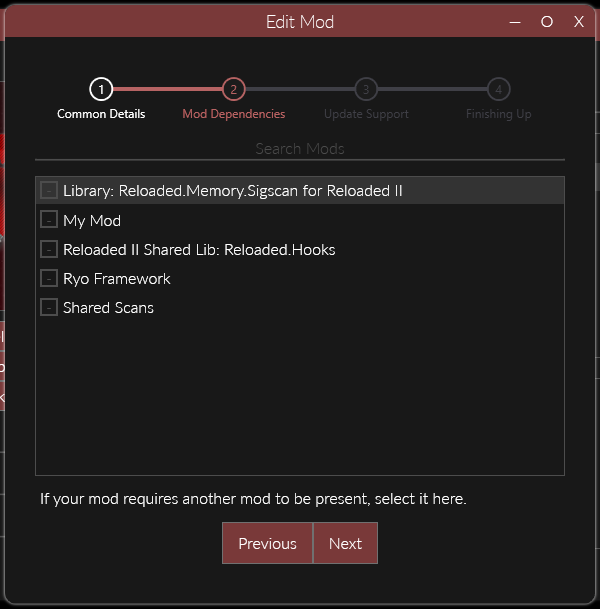 Edit Mod
1 2 3 4
Common Details Mod Dependencies Update Support Finishing Up
Search Mods
Library: Reloaded.Memory.Sigscan for Reloaded II
My Mod
Reloaded II Shared Lib: Reloaded.Hooks
Ryo Framework
Shared Scans
If your mod requires another mod to be present, select it here.
Previous Next